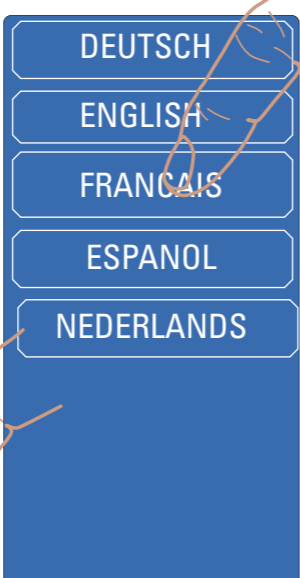 DEUTSCH
ENGLISH
FRANCAIS
ESPANOL
NEDERLANDS